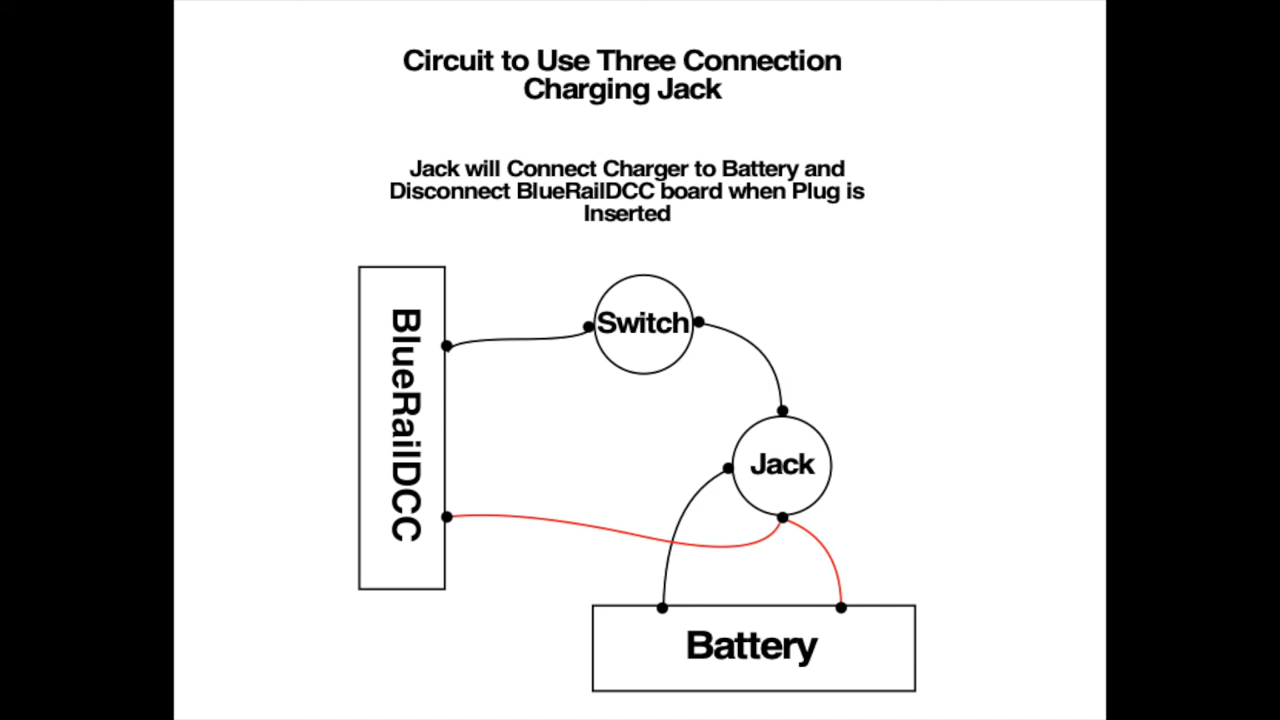 Circuit to Use Three Connection
Charging Jack
Jack will Connect Charger to Battery and
Disconnect BlueRailDCC board when Plug is
Inserted
Switch
BlueRailDCC
Jack
Battery